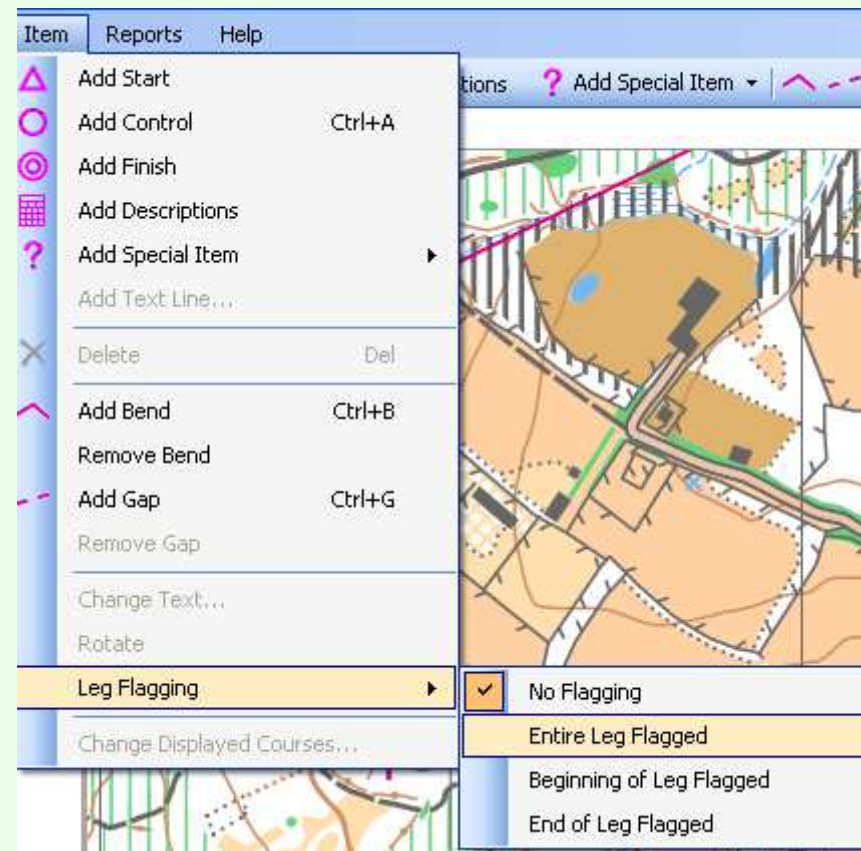 Item Reports Help
tions ? Add Special Item
Add Start
Add Control Ctrl+A
Add Finish
Add Descriptions
? Add Special Item
Add Text Line...
Delete Del
Add Bend Ctrl+B
Remove Bend
Add Gap Ctrl+G
Remove Gap
Change Text...
Rotate
Leg Flagging
No Flagging
Entire Leg Flagged
Beginning of Leg Flagged
End of Leg Flagged
Change Displayed Courses...